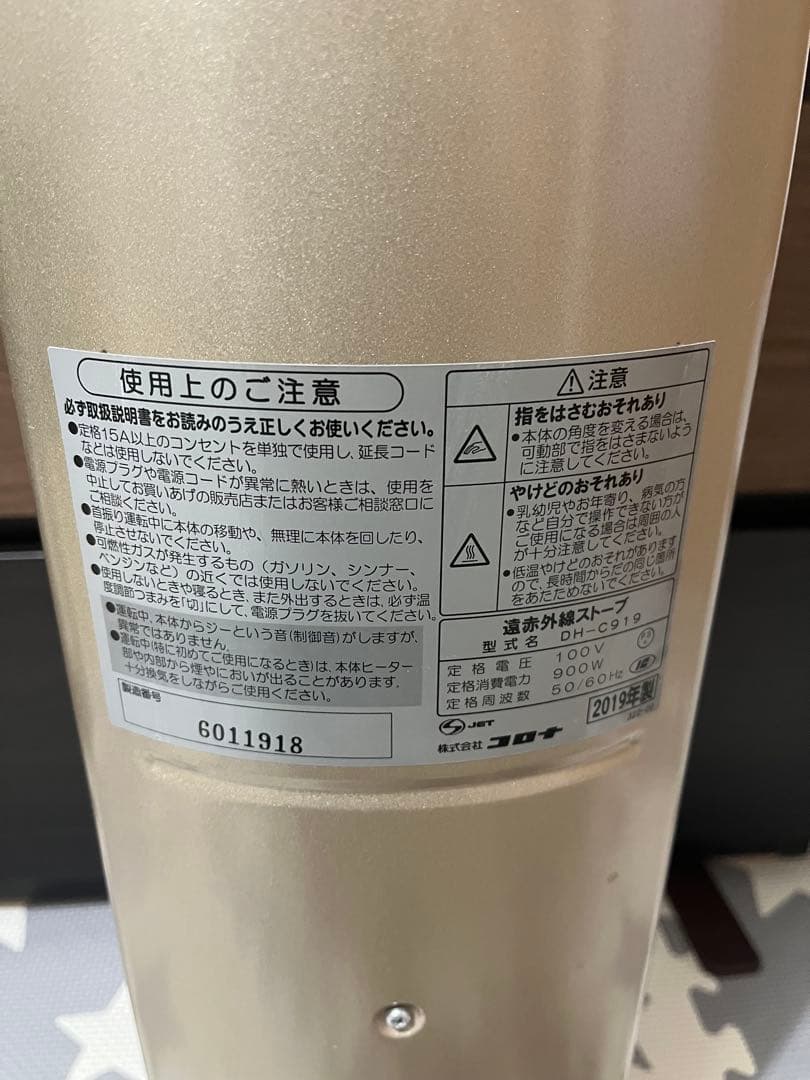 使用上のご注意
必ず取扱説明書をお読みのうえ正しくお使いください。
●定格15A以上のコンセントを単独で使用し、延長コード
などは使用しないでください。
●電源プラグや電源コードが異常に熱いときは、使用を
中止してお買いあげの販売店またはお客様ご相談窓口に
ご相談ください。
●首振り運転中に本体の移動や、無理に本体を回したり、
停止させないでください。
●可燃性ガスが発生するもの(ガソリン、シンナー、
ベンジンなど)の近くでは使用しないでください。
●使用しないときや寝るとき、また外出するときは、必ず温
度調節つまみを「切」にして、電源プラグを抜いてください。
●運転中、本体からジーという音(制御音)がしますが、
異常ではありません。
●運転中(特に初めてご使用になるとき)は、本体ヒーター
部や内部から煙やにおいが出ることがあります。
十分換気をしながらご使用ください。
製造番号
6011918
⚠注意
指をはさむおそれあり
●本体の角度を変える場合は、
可動部で指をはさまないよう
に注意してください。
やけどのおそれあり
●乳幼児やお年寄り、病気の方
など自分で操作できない方が
ご使用になる場合は周囲の人
が十分注意してください。
●低温やけどのおそれがあります
ので、長時間からだの同じ箇所
をあたためないでください。
遠赤外線ストーブ
型式名 DH-C919
定格電圧 100V
定格消費電力 900W
定格周波数 50/60Hz
2019年製
JET
株式会社 コロナ